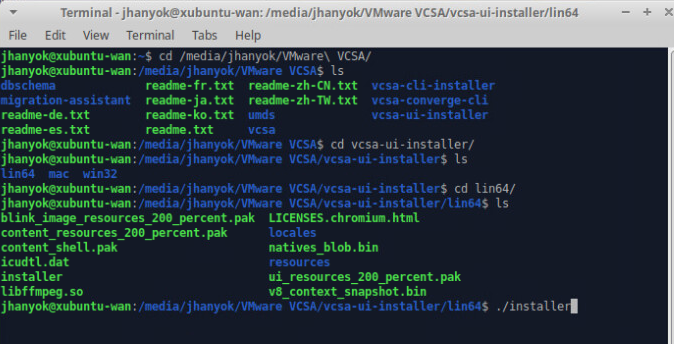 Terminal - jhanyok@xubuntu-wan: /media/jhanyok/VMware VCSA/vcsa-ui-installer/lin64
File Edit View Terminal Tabs Help
jhanyok@xubuntu-wan:~$ cd /media/jhanyok/VMware\ VCSA/
jhanyok@xubuntu-wan:/media/jhanyok/VMware VCSA$ ls
dbschema readme-fr.txt readme-zh-CN.txt vcsa-cli-installer
migration-assistant readme-ja.txt readme-zh-TW.txt vcsa-converge-cli
readme-de.txt readme-ko.txt umds vcsa-ui-installer
readme-es.txt readme.txt vcsa
jhanyok@xubuntu-wan:/media/jhanyok/VMware VCSA$ cd vcsa-ui-installer/
jhanyok@xubuntu-wan:/media/jhanyok/VMware VCSA/vcsa-ui-installer$ ls
lin64 mac win32
jhanyok@xubuntu-wan:/media/jhanyok/VMware VCSA/vcsa-ui-installer$ cd lin64/
jhanyok@xubuntu-wan:/media/jhanyok/VMware VCSA/vcsa-ui-installer/lin64$ ls
blink_image_resources_200_percent.pak LICENSES.chromium.html
content_resources_200_percent.pak locales
content_shell.pak natives_blob.bin
icudtl.dat resources
installer ui_resources_200_percent.pak
libffmpeg.so v8_context_snapshot.bin
jhanyok@xubuntu-wan:/media/jhanyok/VMware VCSA/vcsa-ui-installer/lin64$ ./installer